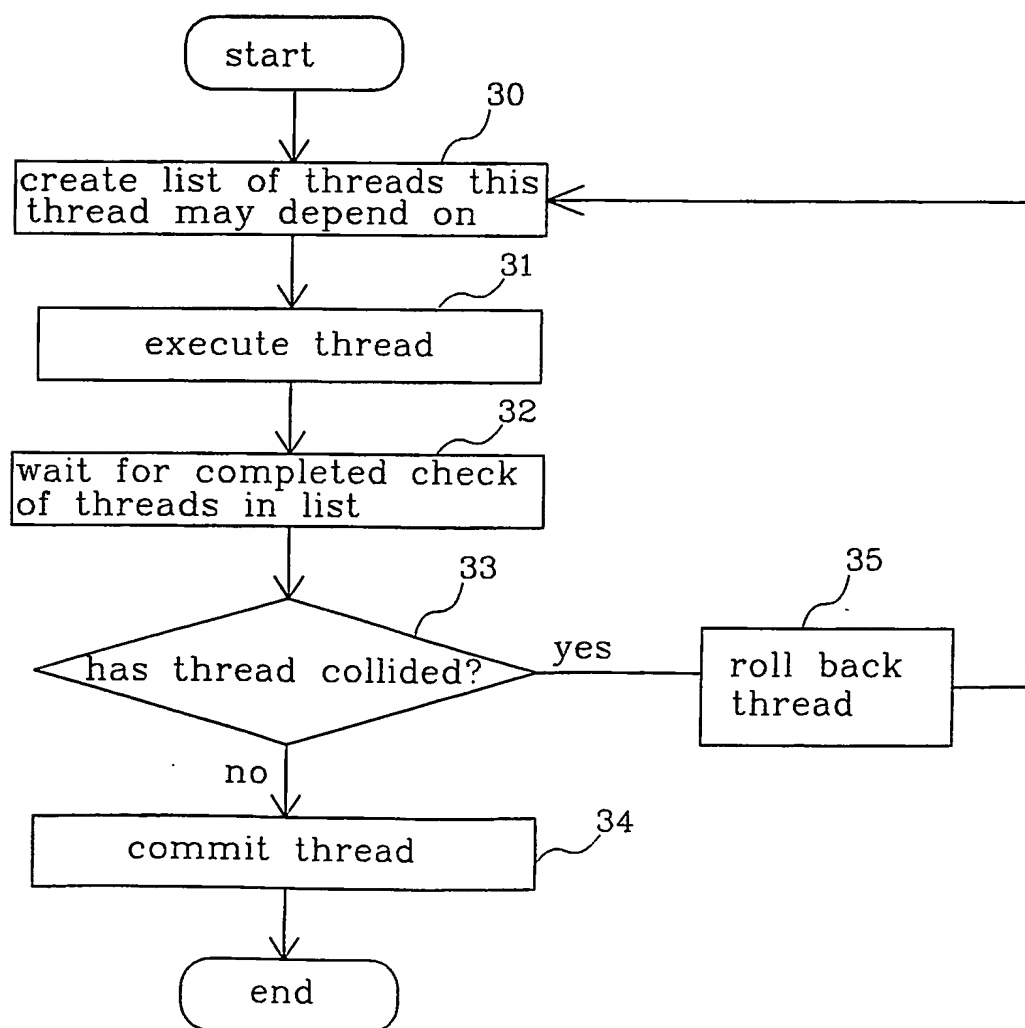 start
30
create list of threads this
thread may depend on
31
execute thread
32
wait for completed check
of threads in list
33
has thread collided?
yes
35
roll back
thread
no
34
commit thread
end